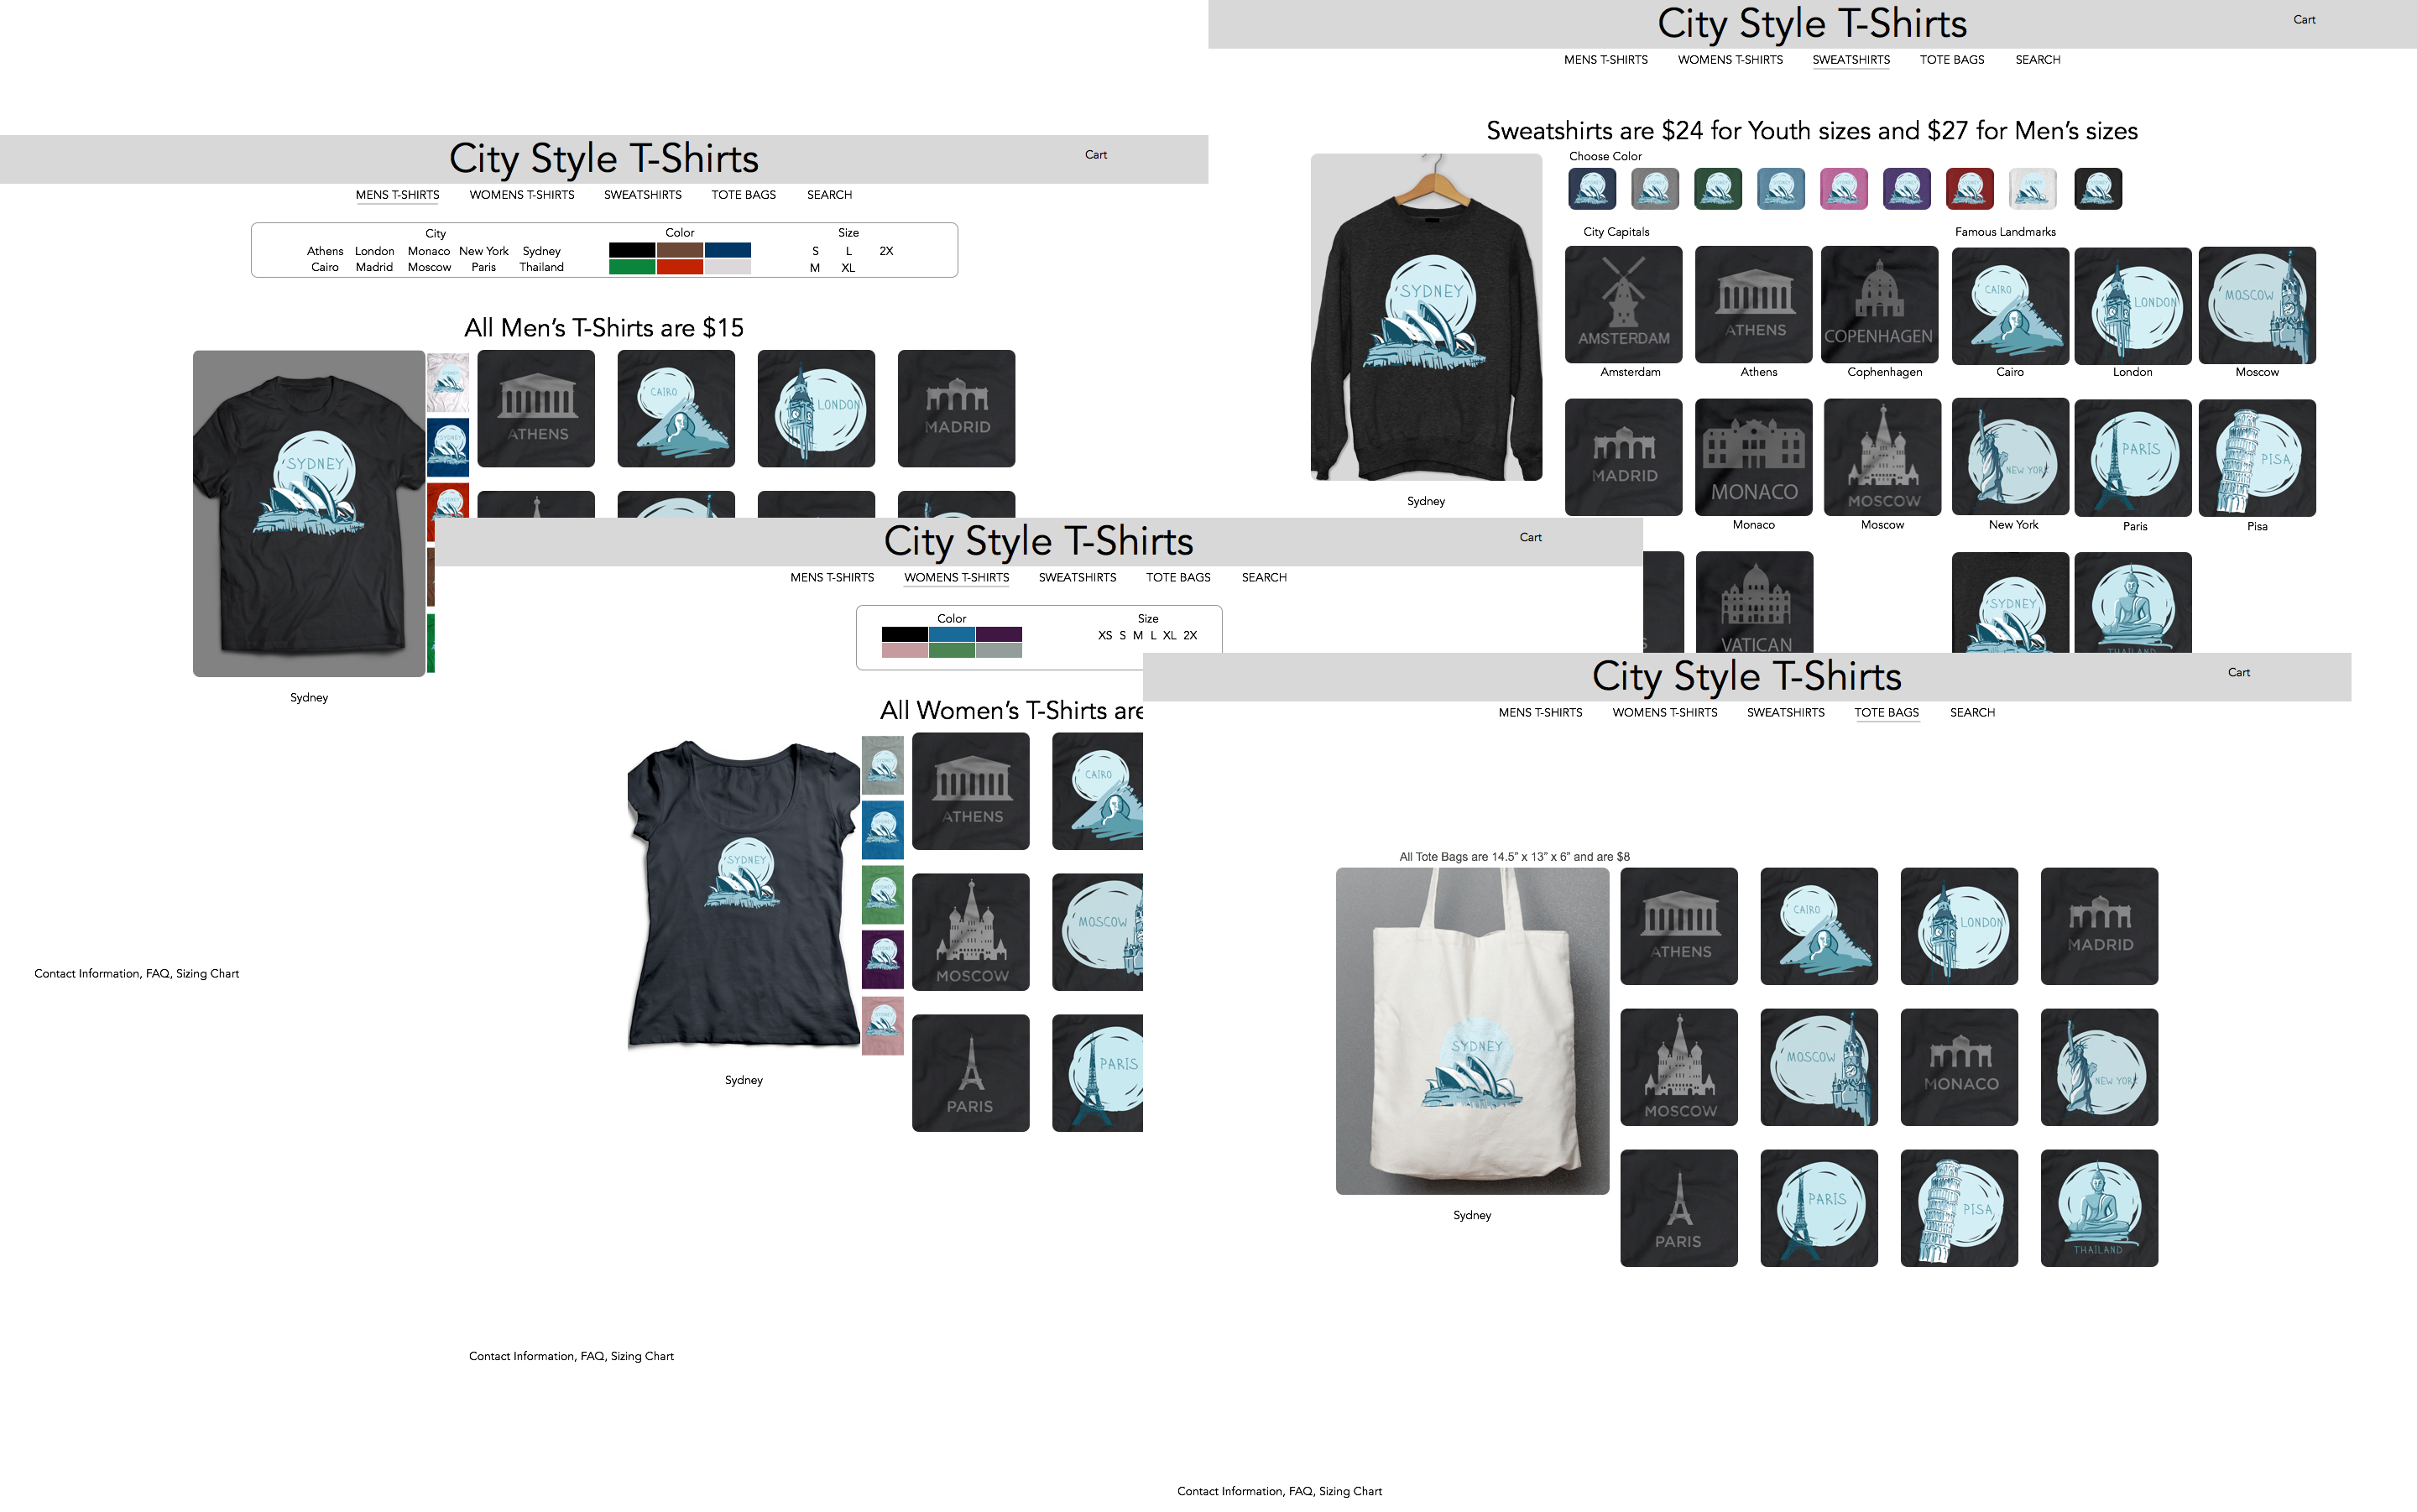 City Style T-Shirts
Cart
MENS T-SHIRTS WOMENS T-SHIRTS SWEATSHIRTS TOTE BAGS SEARCH
Sweatshirts are $24 for Youth sizes and $27 for Men's sizes
Choose Color
City Capitals
Famous Landmarks
SYDNEY
Sydney
AMSTERDAM
ATHENS
COPENHAGEN
CAIRO
LONDON
MOSCOW
Amsterdam
Athens
Cophenhagen
Cairo
London
Moscow
MADRID
MONACO
MOSCOW
NEW YORK
PARIS
PISA
Monaco
Moscow
New York
Paris
Pisa
VATICAN
SYDNEY
THAILAND
City Style T-Shirts
Cart
MENS T-SHIRTS WOMENS T-SHIRTS SWEATSHIRTS TOTE BAGS SEARCH
City
Color
Size
Athens London Monaco New York Sydney
Cairo Madrid Moscow Paris Thailand
S L 2X
M XL
All Men's T-Shirts are $15
SYDNEY
Sydney
ATHENS
CAIRO
LONDON
MADRID
Contact Information, FAQ, Sizing Chart
City Style T-Shirts
Cart
MENS T-SHIRTS WOMENS T-SHIRTS SWEATSHIRTS TOTE BAGS SEARCH
Color
Size
XS S M L XL 2X
All Women's T-Shirts are
SYDNEY
Sydney
ATHENS
CAIRO
MOSCOW
MOSCOW
PARIS
PARIS
Contact Information, FAQ, Sizing Chart
City Style T-Shirts
Cart
MENS T-SHIRTS WOMENS T-SHIRTS SWEATSHIRTS TOTE BAGS SEARCH
All Tote Bags are 14.5” x 13” x 6” and are $8
SYDNEY
Sydney
ATHENS
CAIRO
LONDON
MADRID
MOSCOW
MOSCOW
MONACO
NEW YORK
PARIS
PARIS
PISA
THAILAND
Contact Information, FAQ, Sizing Chart